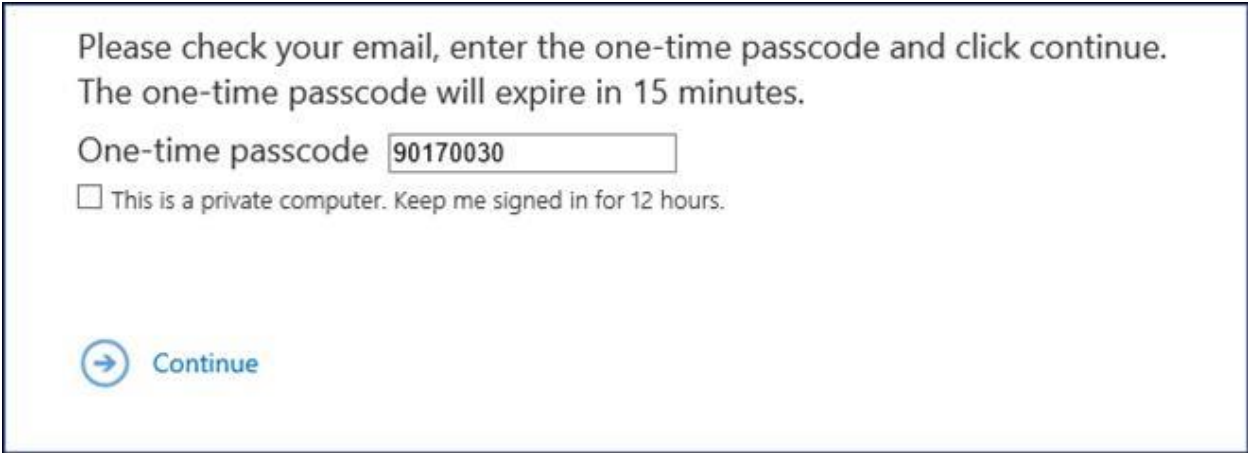 Please check your email, enter the one-time passcode and click continue.
The one-time passcode will expire in 15 minutes.
One-time passcode 90170030
This is a private computer. Keep me signed in for 12 hours.
Continue